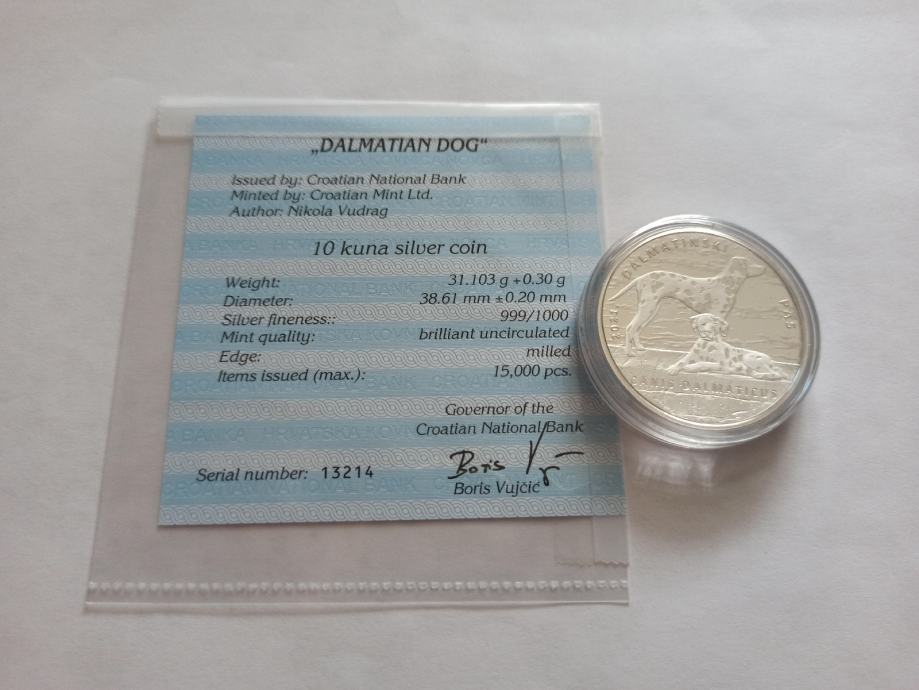 „DALMATIAN DOG“
Issued by: Croatian National Bank
Minted by: Croatian Mint Ltd.
Author: Nikola Vudrag
10 kuna silver coin
Weight: 31.103 g +0.30 g
Diameter: 38.61 mm ±0.20 mm
Silver fineness:: 999/1000
Mint quality: brilliant uncirculated
Edge: milled
Items issued (max.): 15,000 pcs.
Governor of the
Croatian National Bank
Serial number: 13214
Boris Vujčić
DALMATINSKI PAS
2021
CANIS DALMATICUS